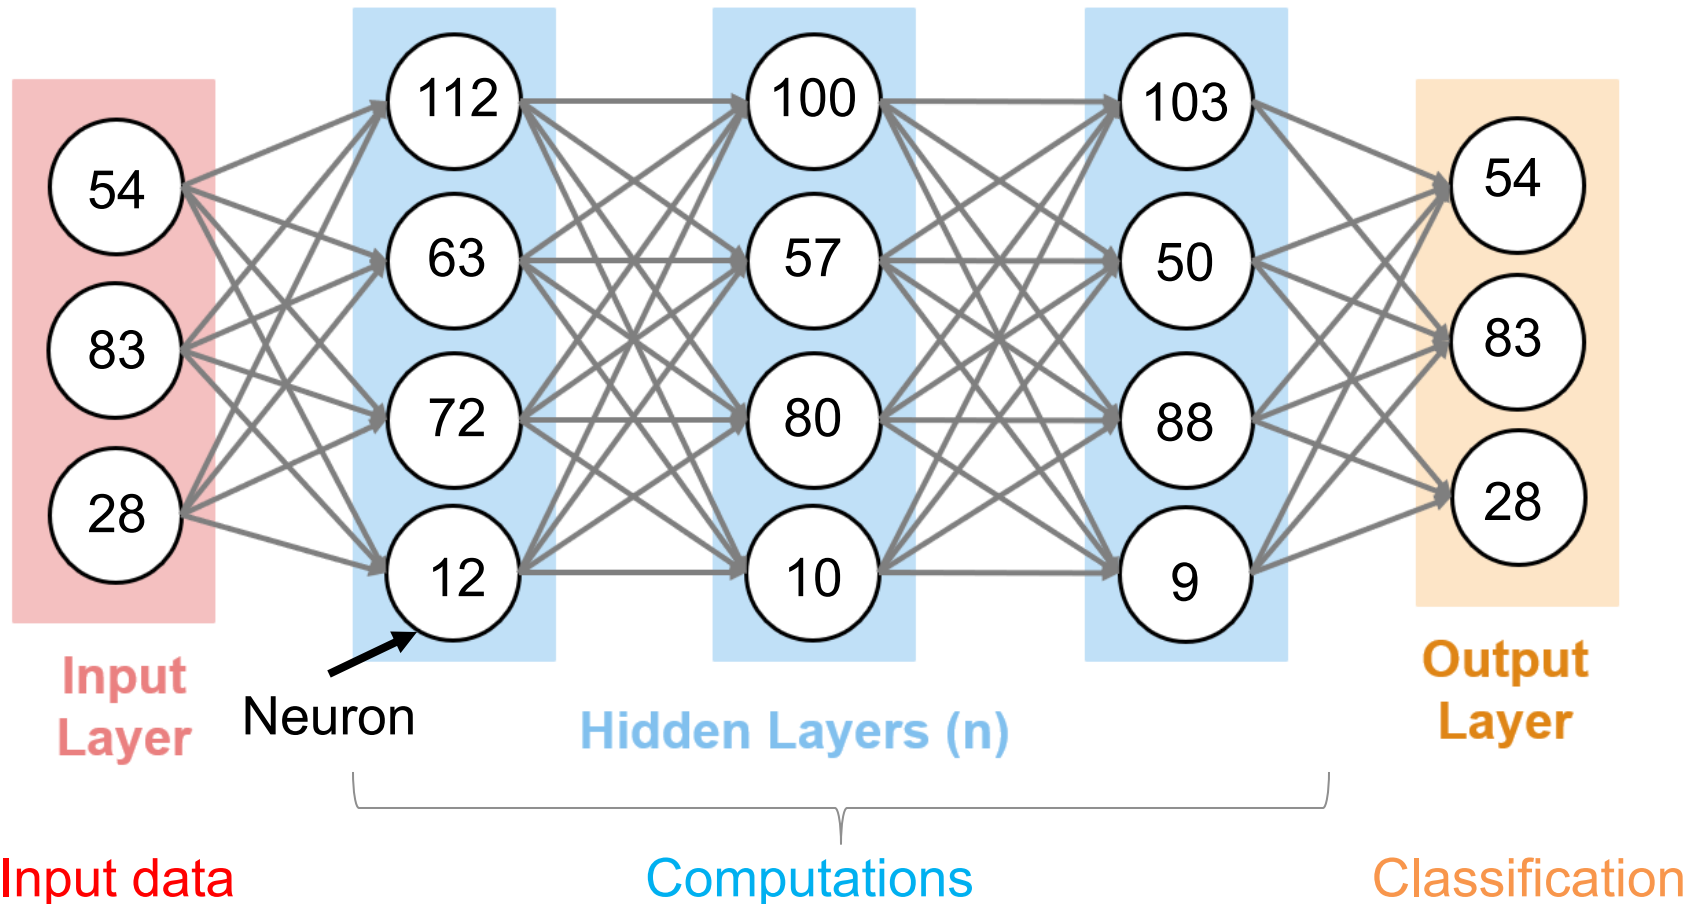 112 100 103
54 54
63 57 50
83 83
72 80 88
28 28
12 10 9
Input
Layer
Neuron
Hidden Layers (n)
Output
Layer
Input data
Computations
Classification